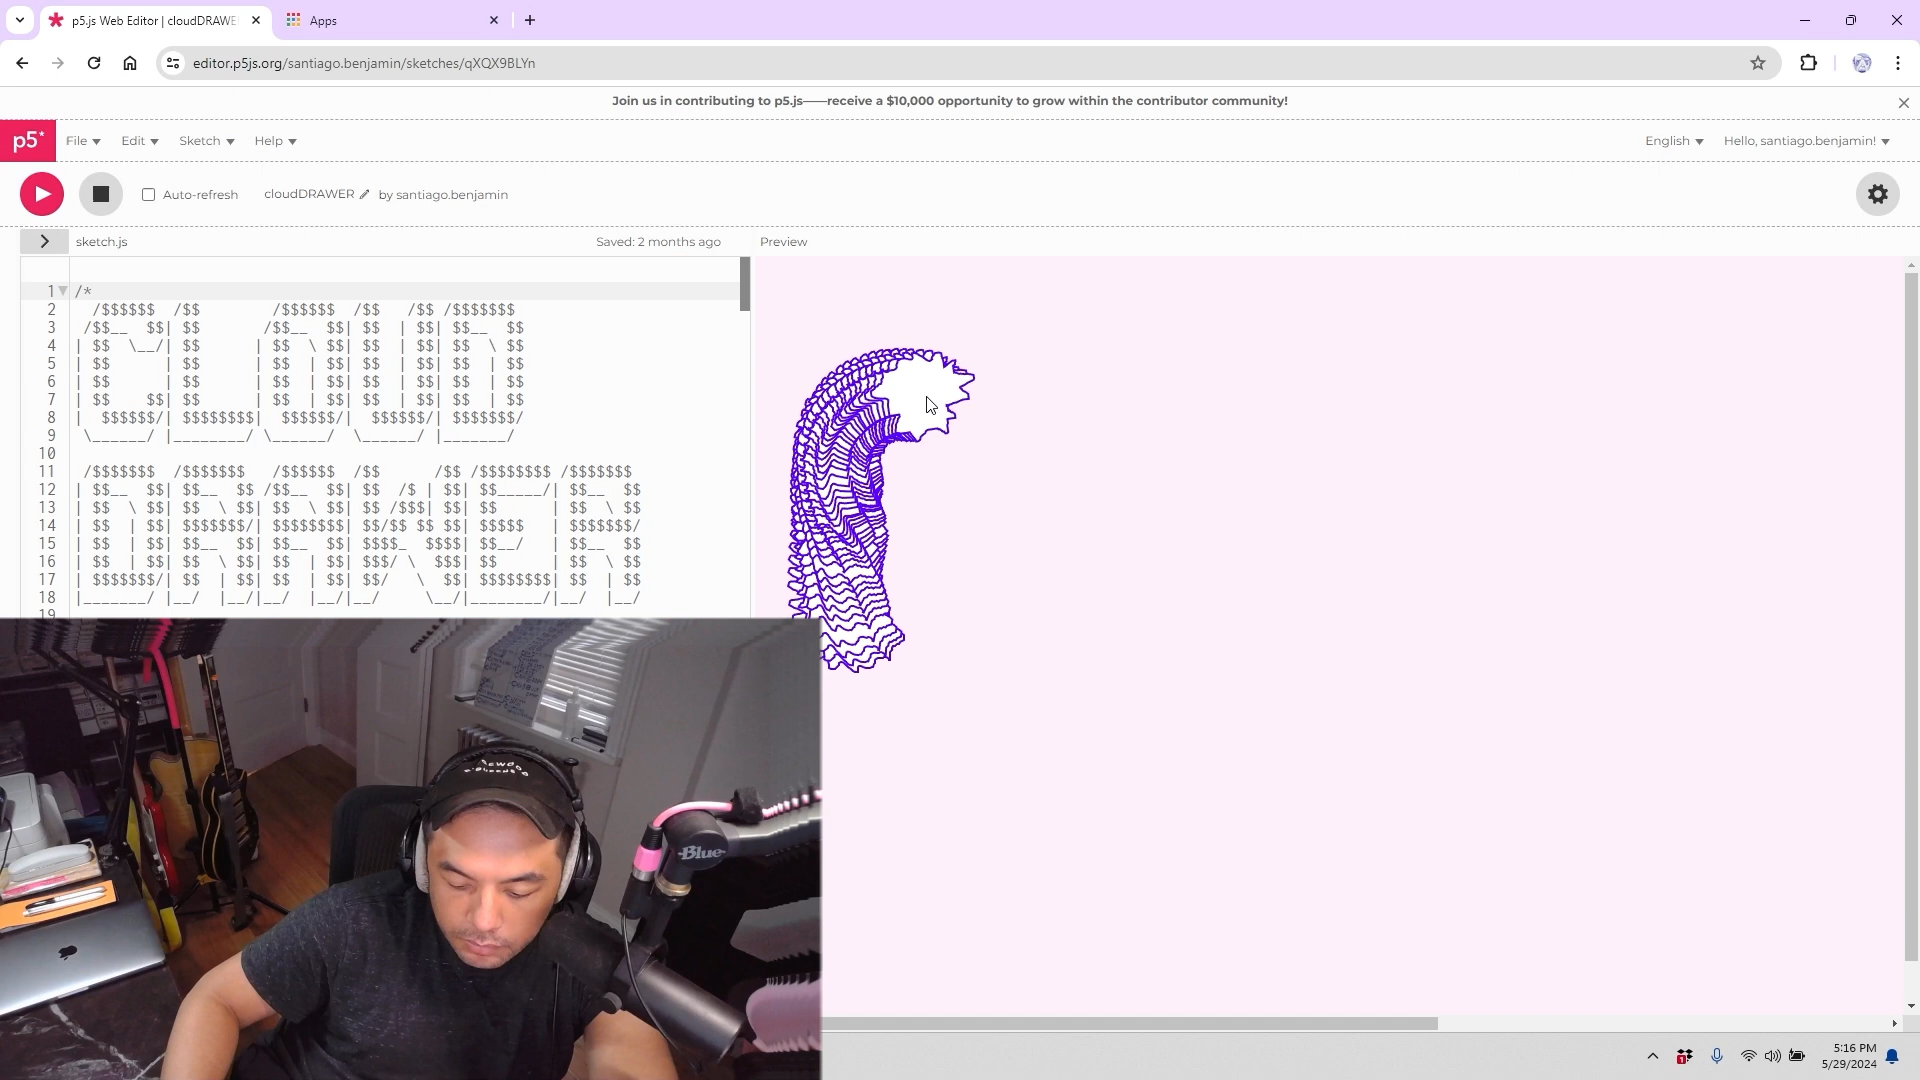 p5.js Web Editor | cloudDRAWE
Apps
editor.p5js.org/santiago.benjamin/sketches/qXQX9BLYn
Join us in contributing to p5.js——receive a $10,000 opportunity to grow within the contributor community!
p5*
File
Edit
Sketch
Help
English
Hello, santiago.benjamin!
Auto-refresh
cloudDRAWER
by santiago.benjamin
sketch.js
Saved: 2 months ago
Preview
1 /*
2   /$$$$$$  /$$        /$$$$$$  /$$   /$$ /$$$$$$$
3  /$$__  $$| $$       /$$__  $$| $$  | $$| $$__  $$
4 | $$  \__/| $$      | $$  \ $$| $$  | $$| $$  \ $$
5 | $$      | $$      | $$  | $$| $$  | $$| $$  | $$
6 | $$      | $$      | $$  | $$| $$  | $$| $$  | $$
7 | $$    $$| $$      | $$  | $$| $$  | $$| $$  | $$
8 |  $$$$$$/| $$$$$$$$|  $$$$$$/|  $$$$$$/| $$$$$$$/
9  \______/ |________/ \______/  \______/ |_______/
10
11  /$$$$$$$  /$$$$$$$   /$$$$$$  /$$      /$$ /$$$$$$$$ /$$$$$$$
12 | $$__  $$| $$__  $$ /$$__  $$| $$  /$ | $$| $$_____/| $$__  $$
13 | $$  \ $$| $$  \ $$| $$  \ $$| $$ /$$$| $$| $$      | $$  \ $$
14 | $$  | $$| $$$$$$$/| $$$$$$$$| $$/$$ $$ $$| $$$$$   | $$$$$$$/
15 | $$  | $$| $$__  $$| $$__  $$| $$$$_  $$$$| $$__/   | $$__  $$
16 | $$  | $$| $$  \ $$| $$  | $$| $$$/ \  $$$| $$      | $$  \ $$
17 | $$$$$$$/| $$  | $$| $$  | $$| $$/   \  $$| $$$$$$$$| $$  | $$
18 |_______/ |__/  |__/|__/  |__/|__/     \__/|________/|__/  |__/
19
Blue
5:16 PM
5/29/2024